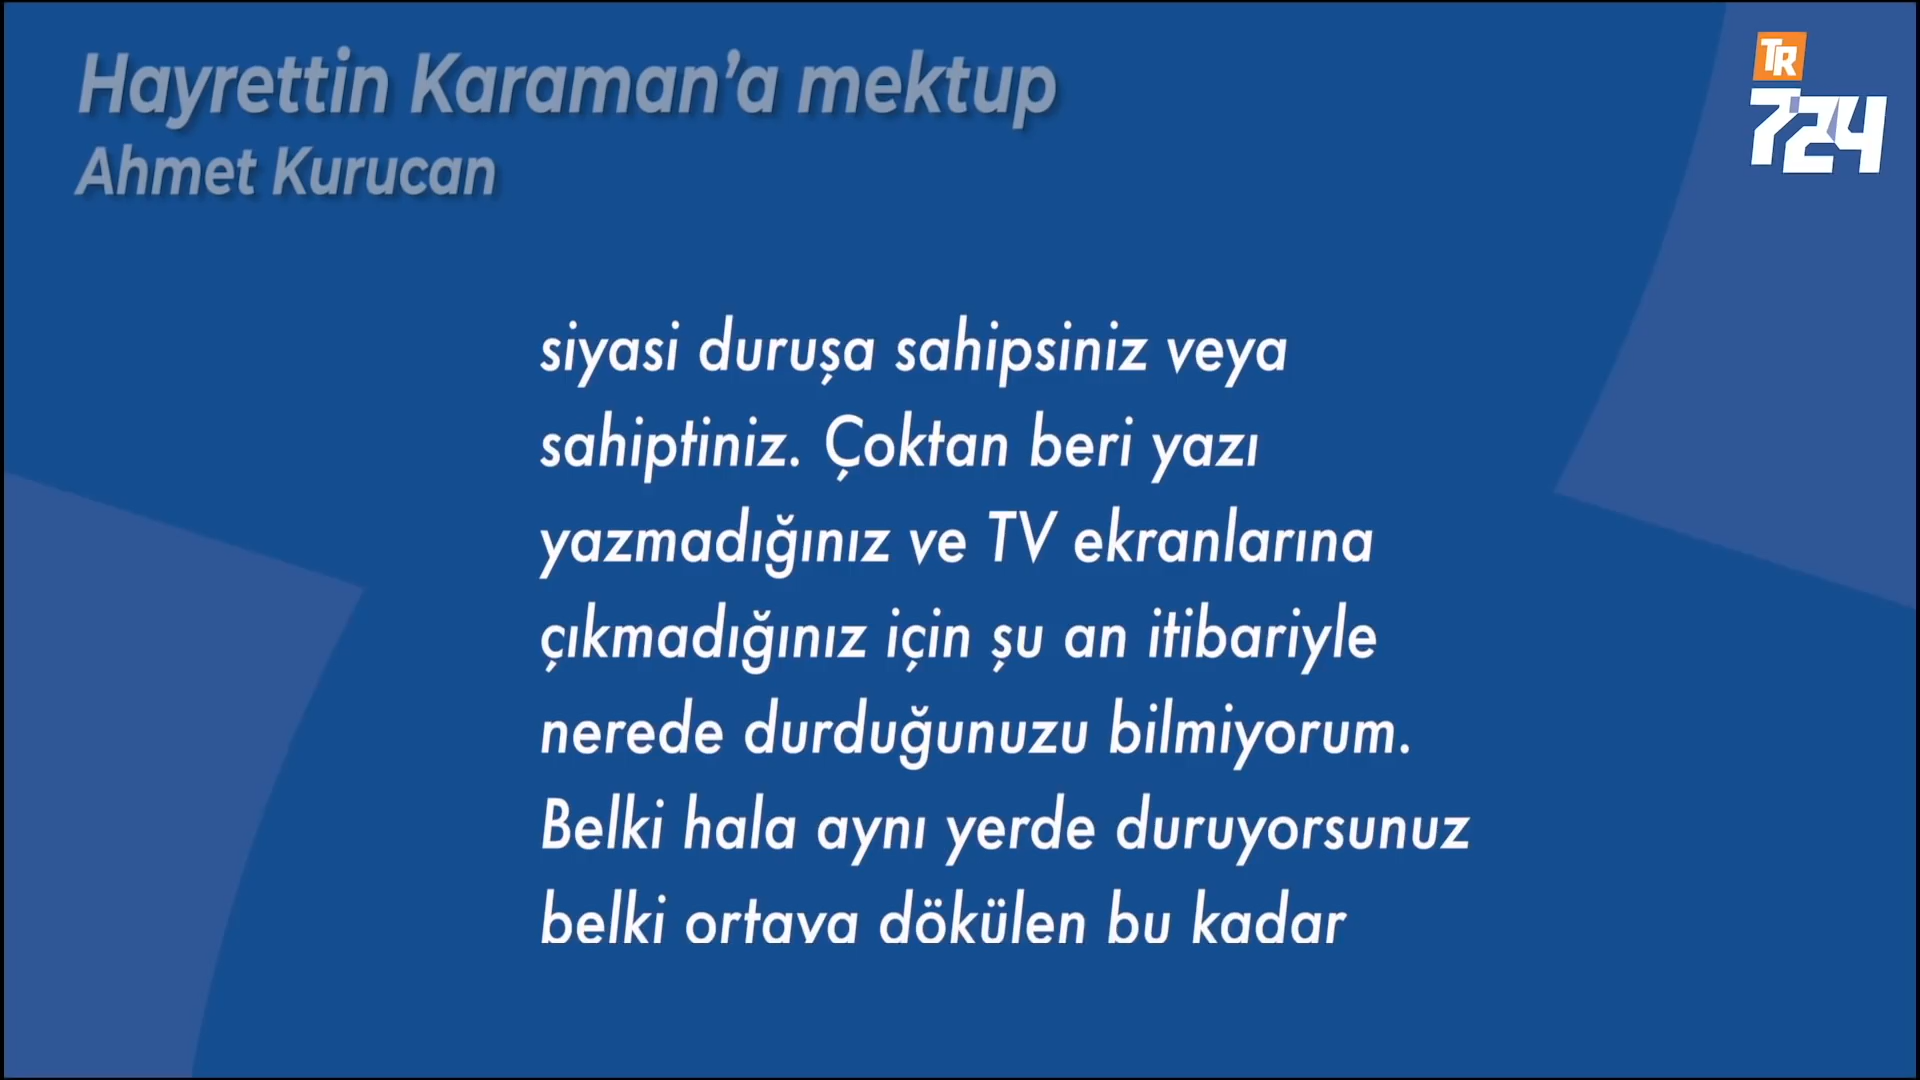 Hayrettin Karaman’a mektup
Ahmet Kurucan
TR
724
siyasi duruşa sahipsiniz veya
sahiptiniz. Çoktan beri yazı
yazmadığınız ve TV ekranlarına
çıkmadığınız için şu an itibariyle
nerede durduğunuzu bilmiyorum.
Belki hala aynı yerde duruyorsunuz
belki ortaya dökülen bu kadar